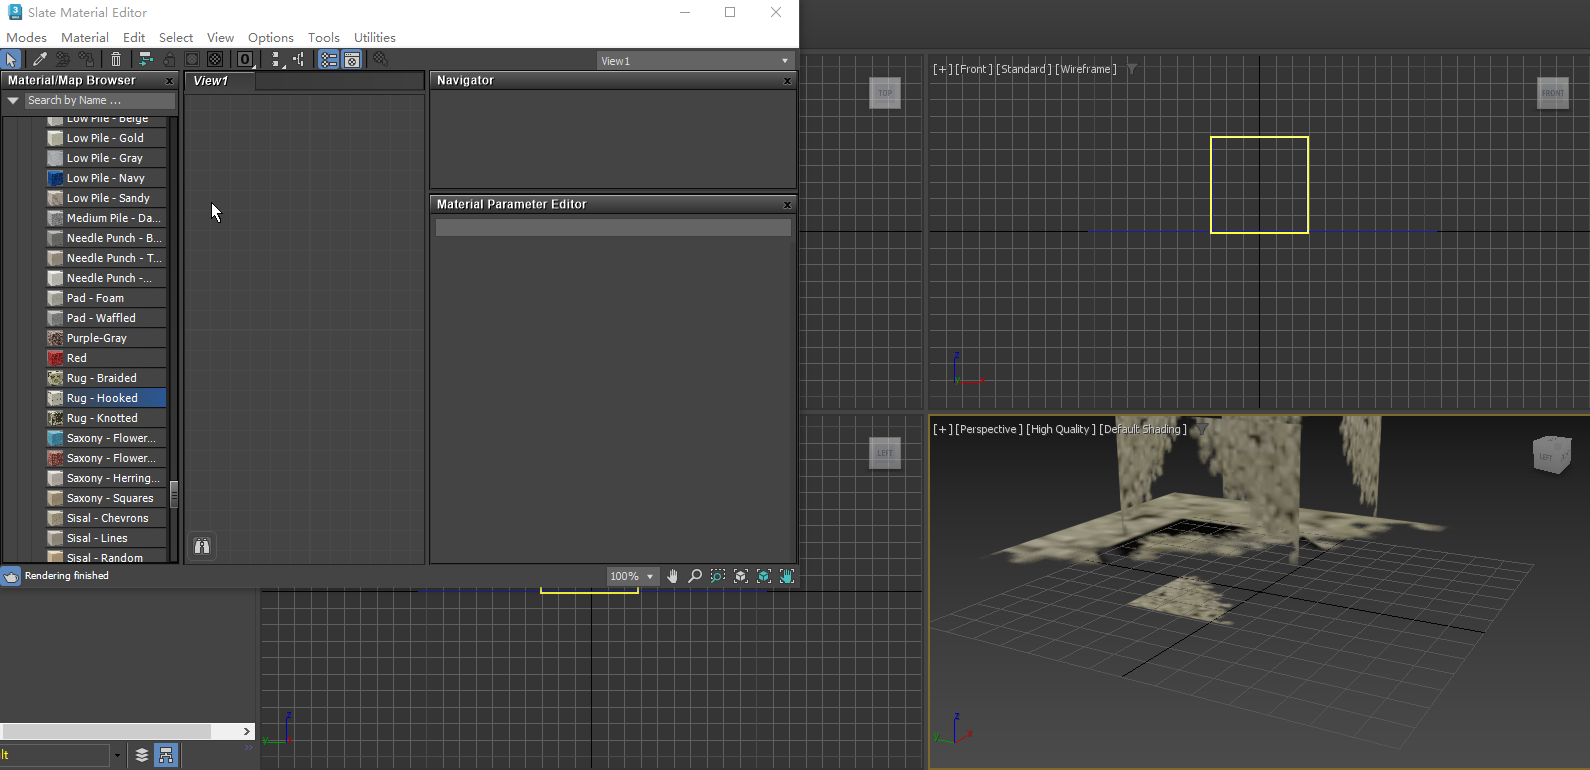 Slate Material Editor
Modes Material Edit Select View Options Tools Utilities
View1
Material/Map Browser
Search by Name ...
Low Pile - Beige
Low Pile - Gold
Low Pile - Gray
Low Pile - Navy
Low Pile - Sandy
Medium Pile - Da...
Needle Punch - B...
Needle Punch - T...
Needle Punch -...
Pad - Foam
Pad - Waffled
Purple-Gray
Red
Rug - Braided
Rug - Hooked
Rug - Knotted
Saxony - Flower...
Saxony - Flower...
Saxony - Herring...
Saxony - Squares
Sisal - Chevrons
Sisal - Lines
Sisal - Random
View1
Navigator
Material Parameter Editor
Rendering finished
100%
TOP
[+] [Front] [Standard] [Wireframe]
FRONT
z
LEFT
z
y
[+] [Perspective] [High Quality] [Default Shading]
LEFT
z
y
x
lt